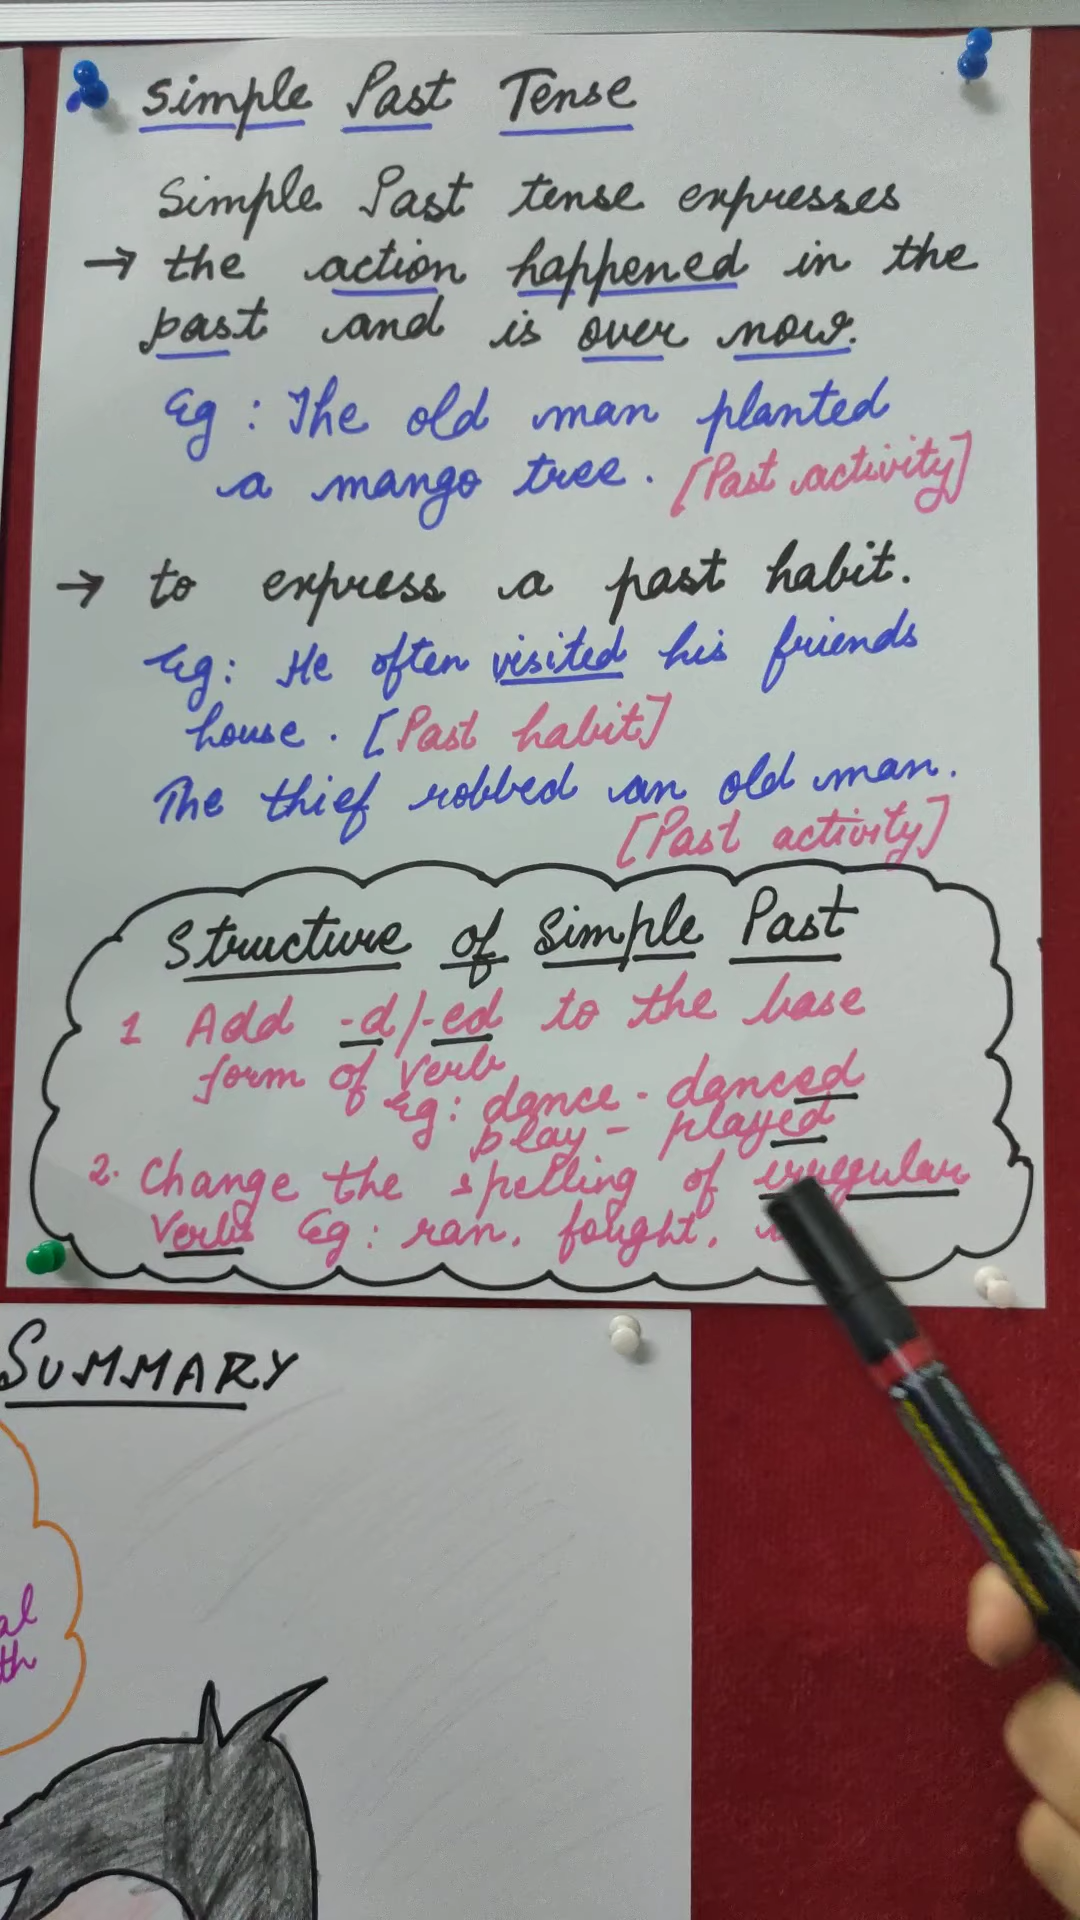 Simple Past Tense
Simple Past tense expresses
→ the action happened in the
past and is over now.
Eg : The old man planted
a mango tree. [Past activity]
→ to express a past habit.
Eg: He often visited his friends
house. [Past habit]
The thief robbed an old man.
[Past activity]
Structure of Simple Past
1 Add -d/-ed to the base
form of Verb
Eg: dance - danced
play - played
2. Change the spelling of irregular
Verbs Eg: ran, fought,
SUMMARY
al
th